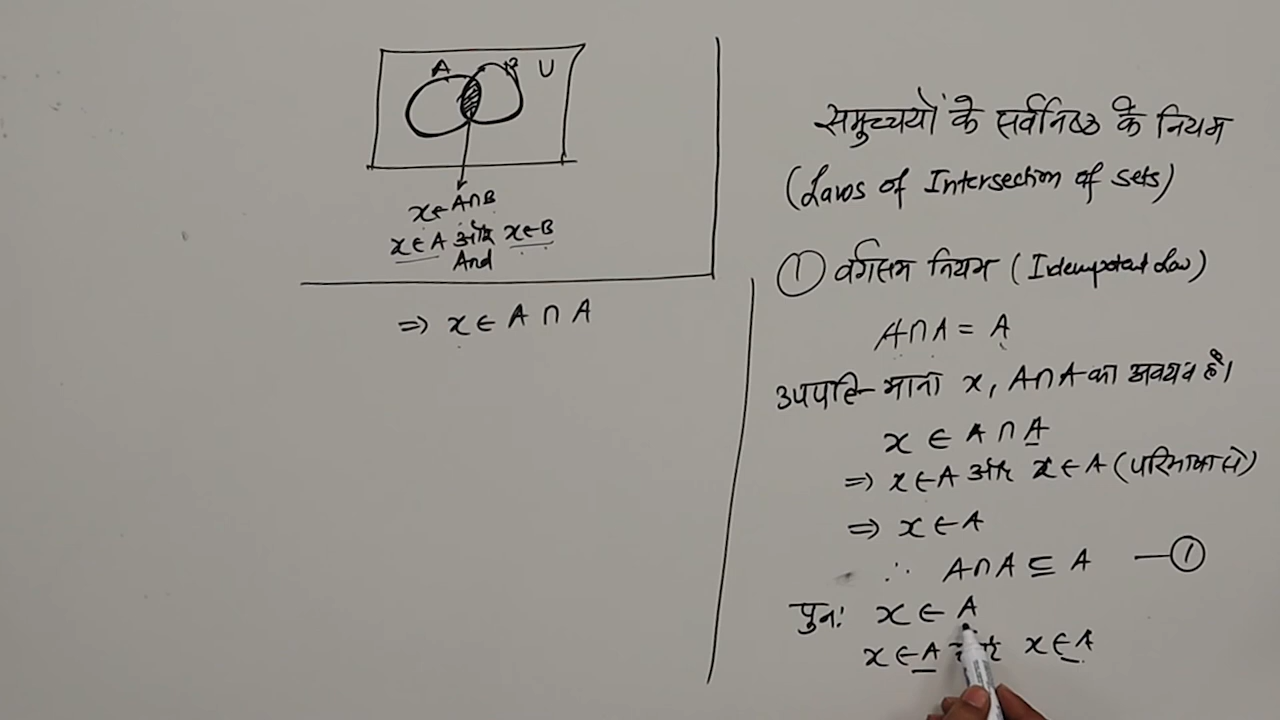 A B U
x ∈ A∩B
x ∈ A और x ∈ B
And
समुच्चयों के सर्वनिष्ठ के नियम
(Laws of Intersection of sets)
① वर्गसम नियम (Idempotent Law)
A∩A = A
उपपत्ति- माना x, A∩A का अवयव है।
x ∈ A ∩ A
⇒ x ∈ A और x ∈ A (परिभाषा से)
⇒ x ∈ A
∴ A∩A ⊆ A —①
पुनः x ∈ A
x ∈ A और x ∈ A
⇒ x ∈ A ∩ A